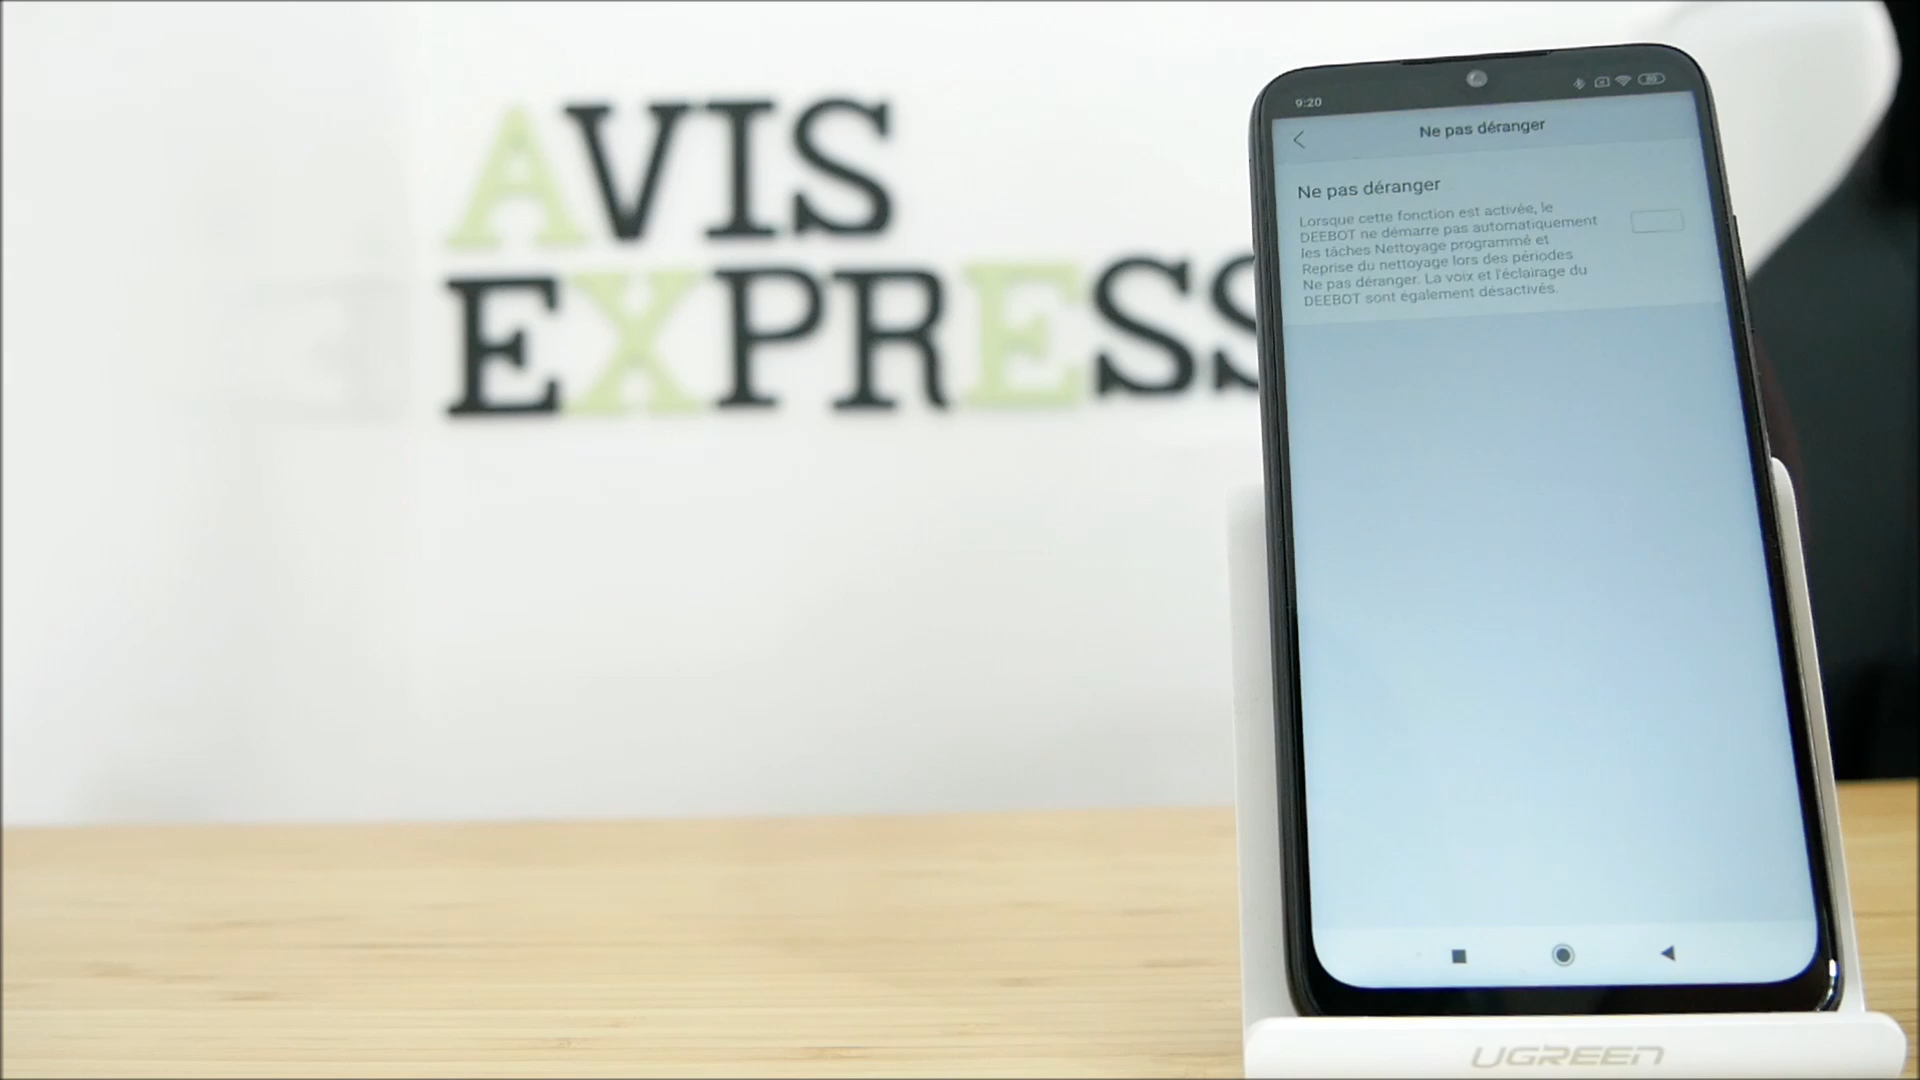 AVIS
EXPRESS
9:20
Ne pas déranger
Ne pas déranger
Lorsque cette fonction est activée, le
DEEBOT ne démarre pas automatiquement
les tâches Nettoyage programmé et
Reprise du nettoyage lors des périodes
Ne pas déranger. La voix et l'éclairage du
DEEBOT sont également désactivés.
UGREEN